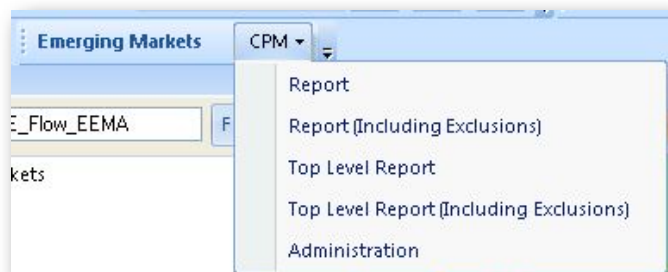 Emerging Markets CPM
Report
E_Flow_EEMA F Report (Including Exclusions)
kets Top Level Report
Top Level Report (Including Exclusions)
Administration